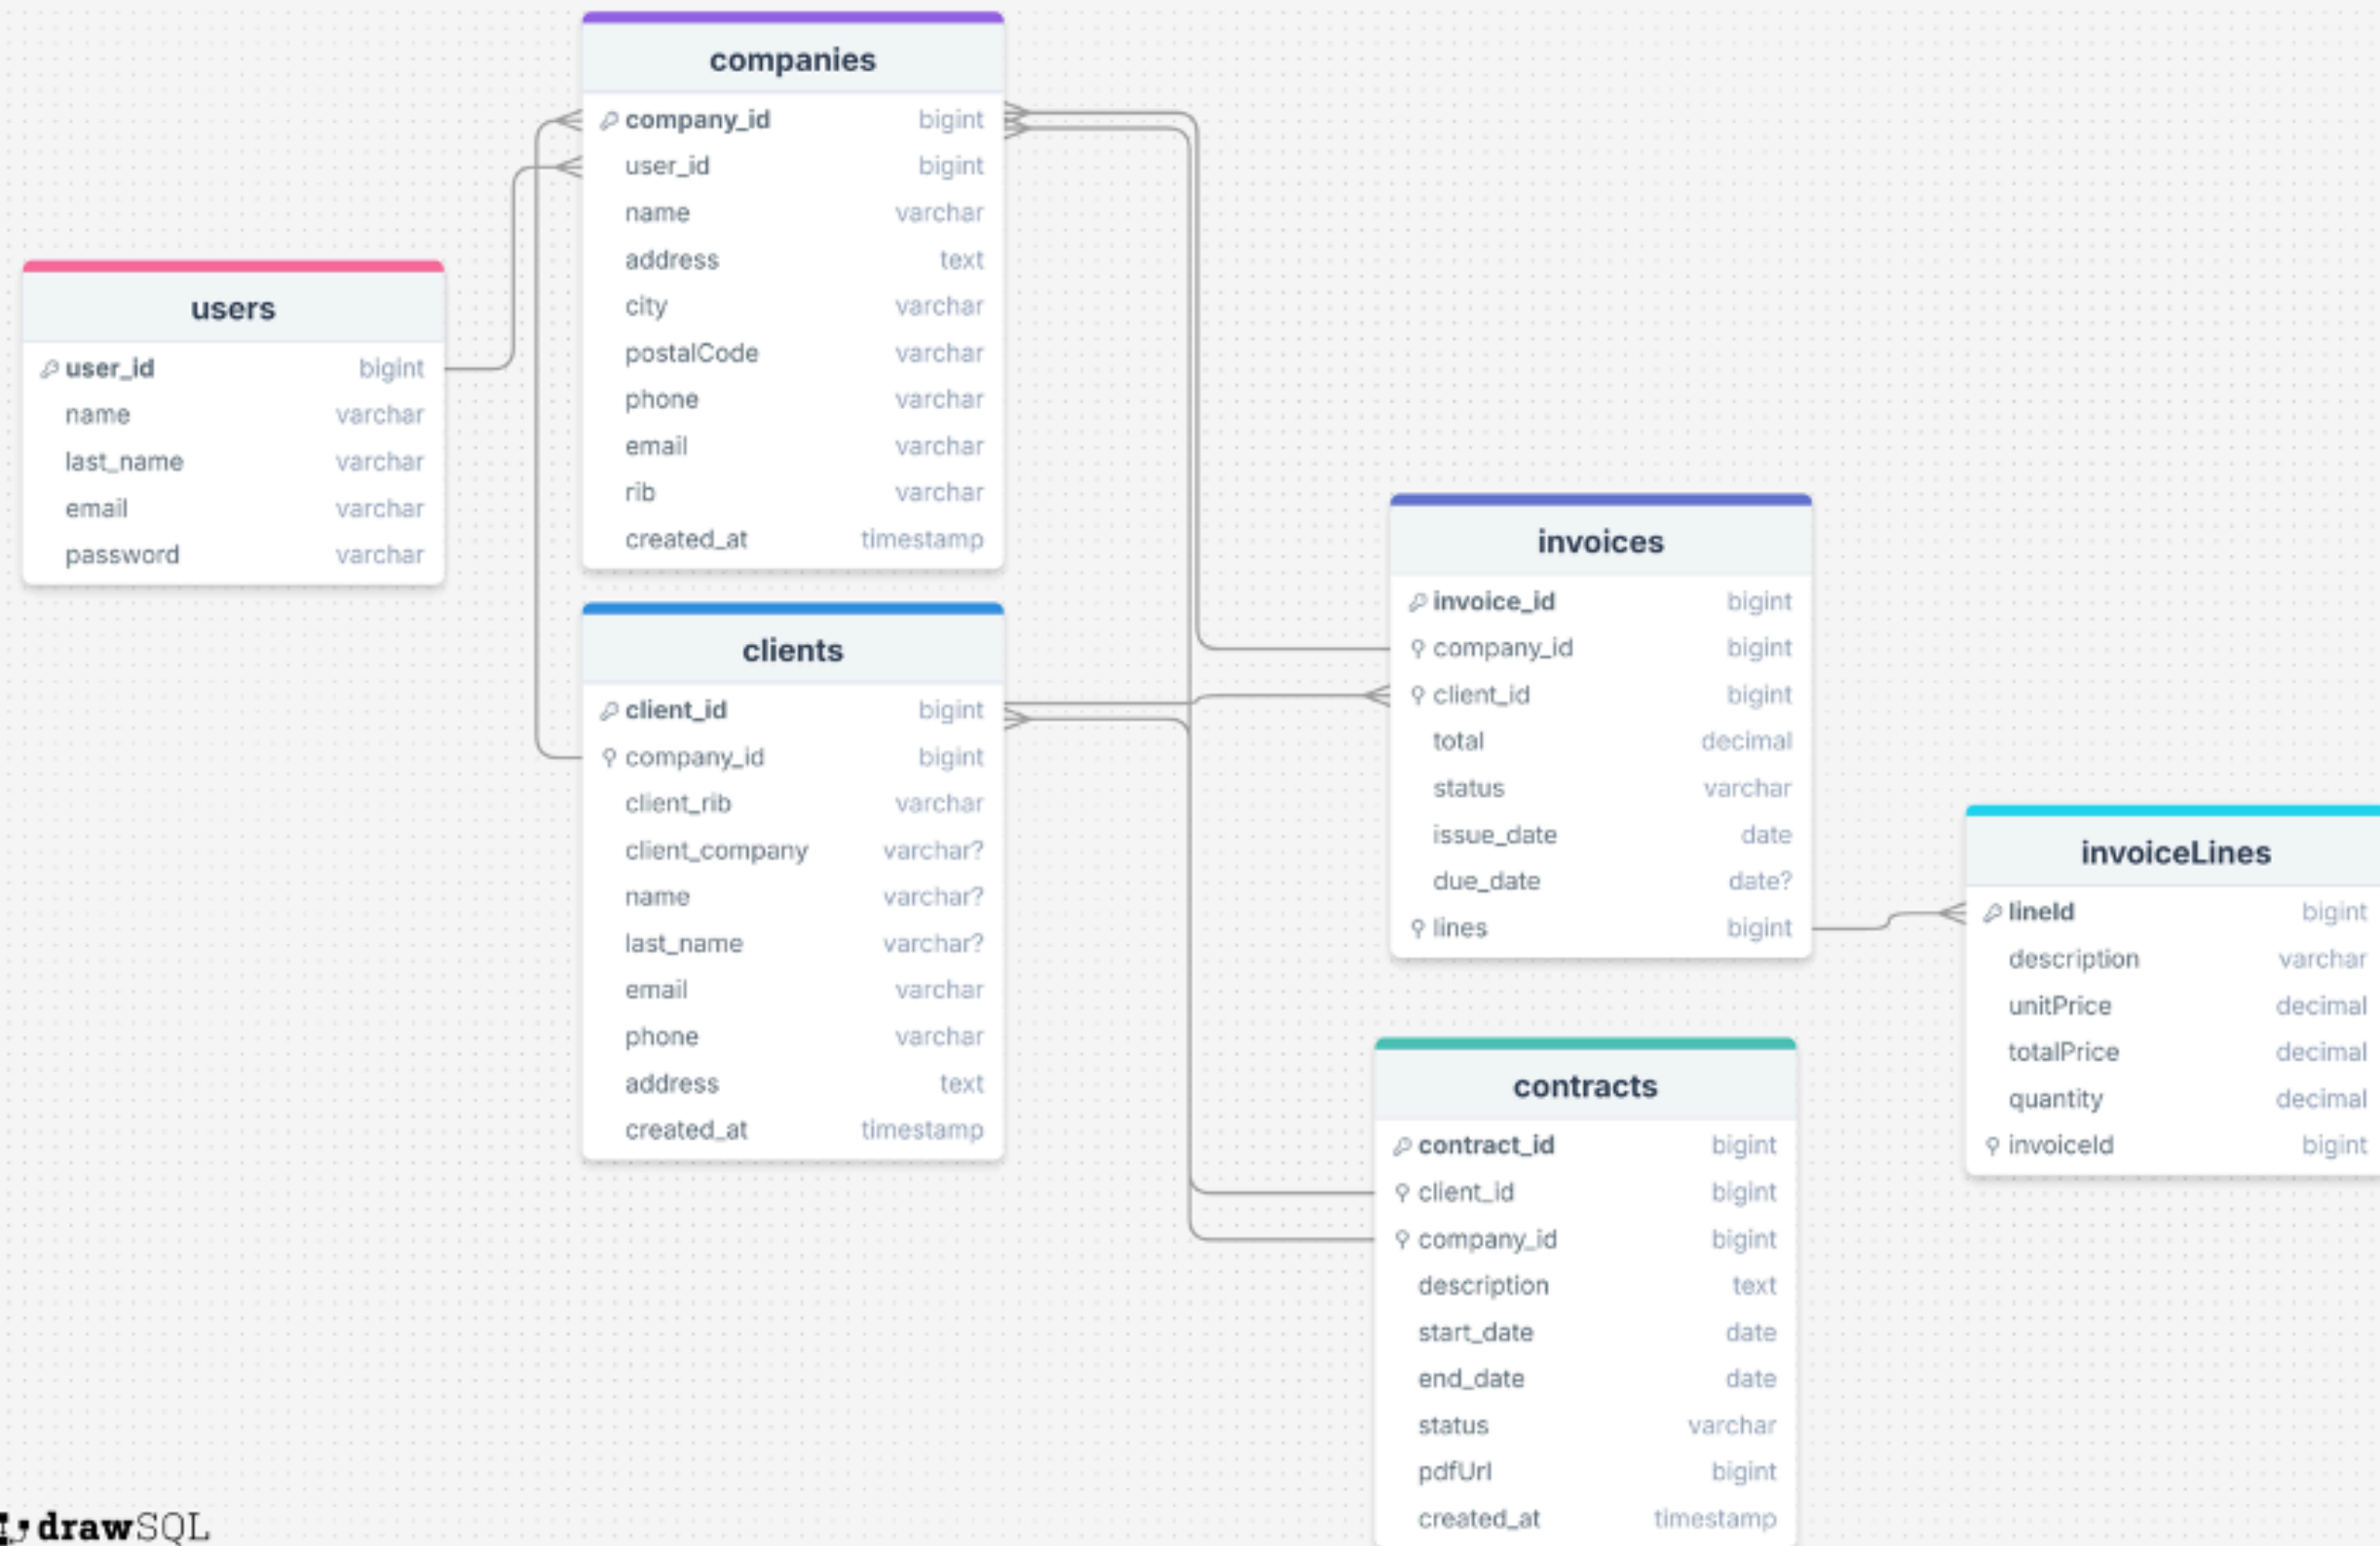 companies
company_id bigint
user_id bigint
name varchar
address text
city varchar
postalCode varchar
phone varchar
email varchar
rib varchar
created_at timestamp
users
user_id bigint
name varchar
last_name varchar
email varchar
password varchar
clients
client_id bigint
company_id bigint
client_rib varchar
client_company varchar?
name varchar?
last_name varchar?
email varchar
phone varchar
address text
created_at timestamp
invoices
invoice_id bigint
company_id bigint
client_id bigint
total decimal
status varchar
issue_date date
due_date date?
lines bigint
invoiceLines
lineId bigint
description varchar
unitPrice decimal
totalPrice decimal
quantity decimal
invoiceId bigint
contracts
contract_id bigint
client_id bigint
company_id bigint
description text
start_date date
end_date date
status varchar
pdfUrl bigint
created_at timestamp
drawSQL